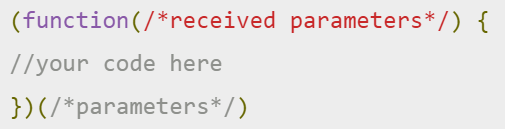 (function(/*received parameters*/) {
//your code here
})(/*parameters*/)